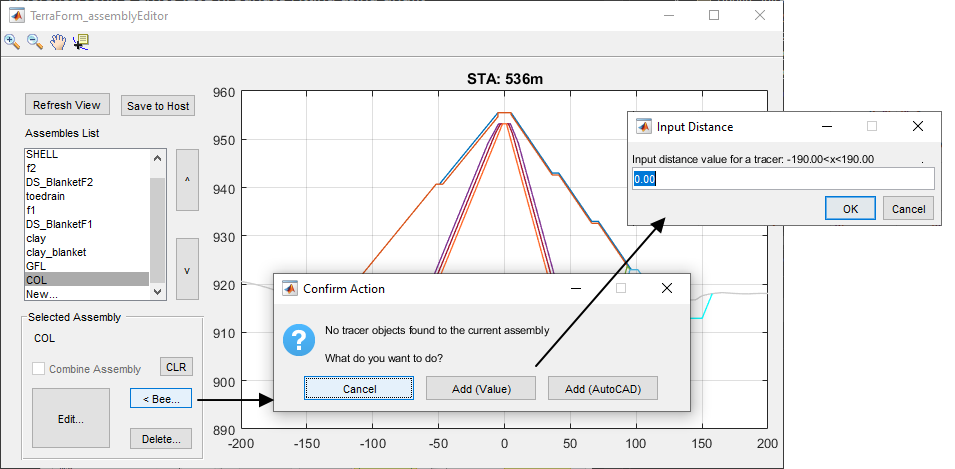 TerraForm_assemblyEditor
STA: 536m
Refresh View
Save to Host
Assembles List
SHELL
f2
DS_BlanketF2
toedrain
f1
DS_BlanketF1
clay
clay_blanket
GFL
COL
New...
^
v
Selected Assembly
COL
Combine Assembly
CLR
Edit...
< Bee...
Delete...
960
950
940
930
920
910
900
890
-200
-150
-100
-50
0
50
100
150
200
Confirm Action
No tracer objects found to the current assembly
What do you want to do?
Cancel
Add (Value)
Add (AutoCAD)
Input Distance
Input distance value for a tracer: -190.00<x<190.00 .
0.00
OK
Cancel